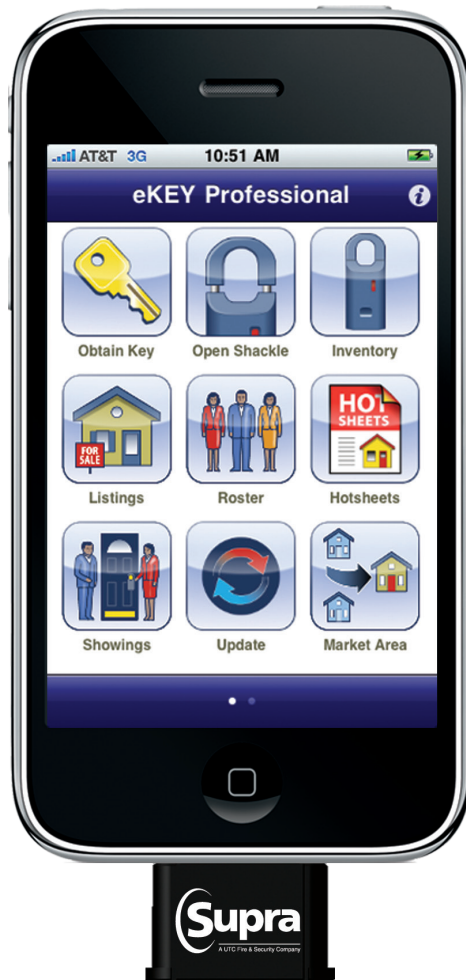 AT&T 3G 10:51 AM
eKEY Professional i
Obtain Key Open Shackle Inventory
FOR
SALE
HOT
SHEETS
Listings Roster Hotsheets
Showings Update Market Area
Supra
A UTC Fire & Security Company